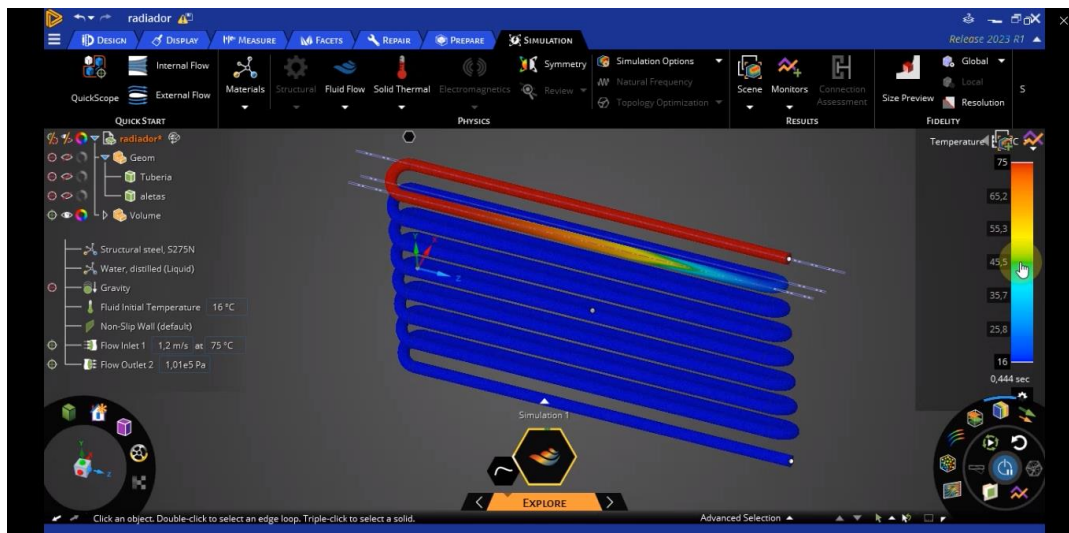 radiador
Design Display Measure Facets Repair Prepare Simulation Release 2023 R1
QuickScope Internal Flow External Flow Materials Structural Fluid Flow Solid Thermal Electromagnetics Symmetry Review Simulation Options Natural Frequency Topology Optimization Scene Monitors Connection Assessment Size Preview Global Local Resolution S
Quick Start Physics Results Fidelity
radiador*
Geom
Tuberia
aletas
Volume
Structural steel, S275N
Water, distilled (Liquid)
Gravity
Fluid Initial Temperature 16 °C
Non-Slip Wall (default)
Flow Inlet 1 1,2 m/s at 75 °C
Flow Outlet 2 1,01e5 Pa
Temperature
75
65,2
55,3
45,5
35,7
25,8
16
0,444 sec
Y
Z
Simulation 1
Explore
Click an object. Double-click to select an edge loop. Triple-click to select a solid. Advanced Selection